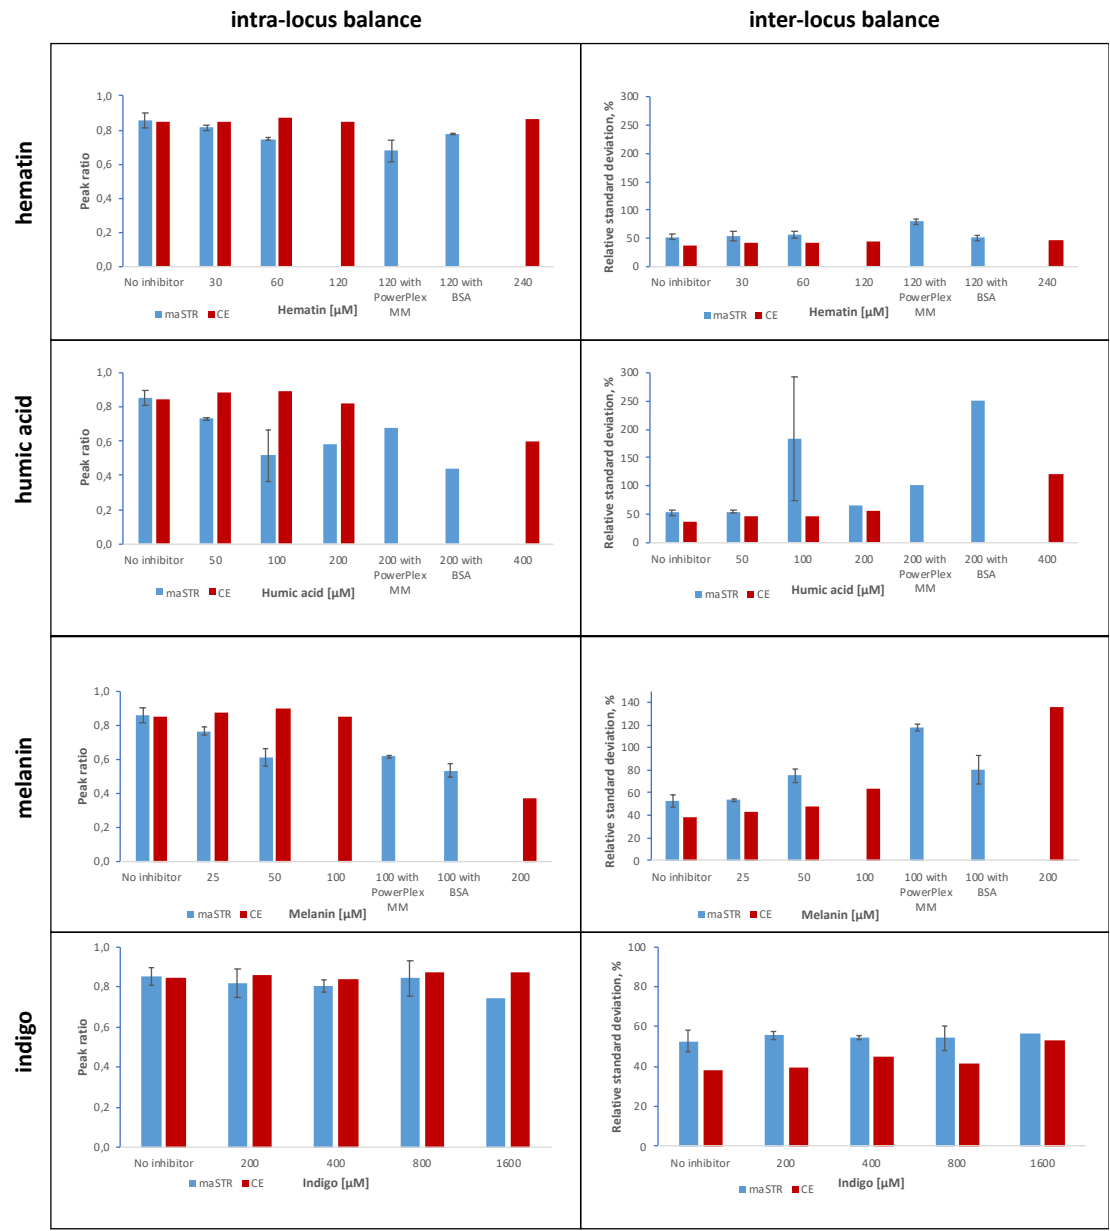 intra-locus balance
inter-locus balance
hematin
1,0
0,8
0,6
0,4
0,2
0,0
Peak ratio
No inhibitor 30 60 120 120 with PowerPlex MM 120 with BSA 240
maSTR CE Hematin [µM]
300
250
200
150
100
50
0
Relative standard deviation, %
No inhibitor 30 60 120 120 with PowerPlex MM 120 with BSA 240
maSTR CE Hematin [µM]
humic acid
1,0
0,8
0,6
0,4
0,2
0,0
Peak ratio
No inhibitor 50 100 200 200 with PowerPlex MM 200 with BSA 400
maSTR CE Humic acid [µM]
300
250
200
150
100
50
0
Relative standard deviation, %
No inhibitor 50 100 200 200 with PowerPlex MM 200 with BSA 400
maSTR CE Humic acid [µM]
melanin
1,0
0,8
0,6
0,4
0,2
0,0
Peak ratio
No inhibitor 25 50 100 100 with PowerPlex MM 100 with BSA 200
maSTR CE Melanin [µM]
140
120
100
80
60
40
20
0
Relative standard deviation, %
No inhibitor 25 50 100 100 with PowerPlex MM 100 with BSA 200
maSTR CE Melanin [µM]
indigo
1,0
0,8
0,6
0,4
0,2
0,0
Peak ratio
No inhibitor 200 400 800 1600
maSTR CE Indigo [µM]
100
80
60
40
20
0
Relative standard deviation, %
No inhibitor 200 400 800 1600
maSTR CE Indigo [µM]